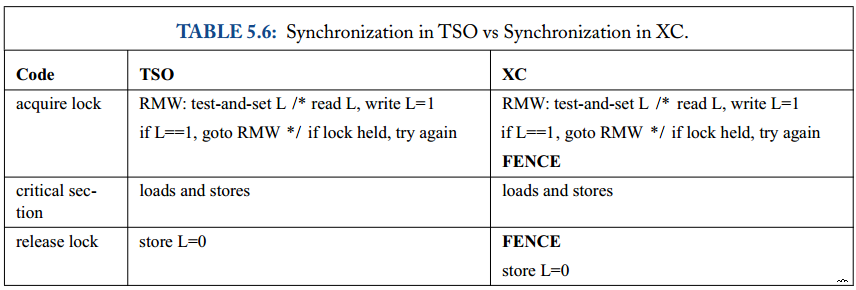 TABLE 5.6: Synchronization in TSO vs Synchronization in XC.
Code TSO XC
acquire lock RMW: test-and-set L /* read L, write L=1 RMW: test-and-set L /* read L, write L=1
if L==1, goto RMW */ if lock held, try again if L==1, goto RMW */ if lock held, try again
FENCE
critical sec- loads and stores loads and stores
tion
release lock store L=0 FENCE
store L=0